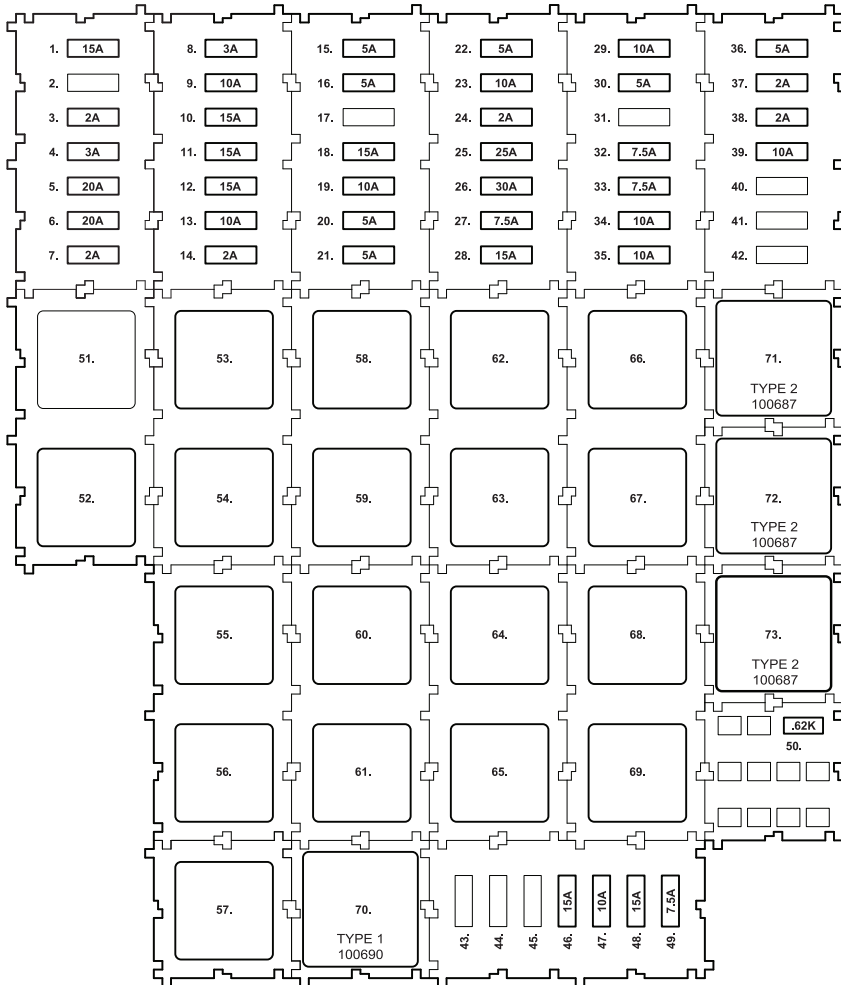 1. 15A 8. 3A 15. 5A 22. 5A 29. 10A 36. 5A
2. 9. 10A 16. 5A 23. 10A 30. 5A 37. 2A
3. 2A 10. 15A 17. 24. 2A 31. 38. 2A
4. 3A 11. 15A 18. 15A 25. 25A 32. 7.5A 39. 10A
5. 20A 12. 15A 19. 10A 26. 30A 33. 7.5A 40.
6. 20A 13. 10A 20. 5A 27. 7.5A 34. 10A 41.
7. 2A 14. 2A 21. 5A 28. 15A 35. 10A 42.
51. 53. 58. 62. 66. 71.
TYPE 2
100687
52. 54. 59. 63. 67. 72.
TYPE 2
100687
55. 60. 64. 68. 73.
TYPE 2
100687
.62K
50.
56. 61. 65. 69.
57. 70.
TYPE 1
100690
15A 10A 15A 7.5A
43. 44. 45. 46. 47. 48. 49.